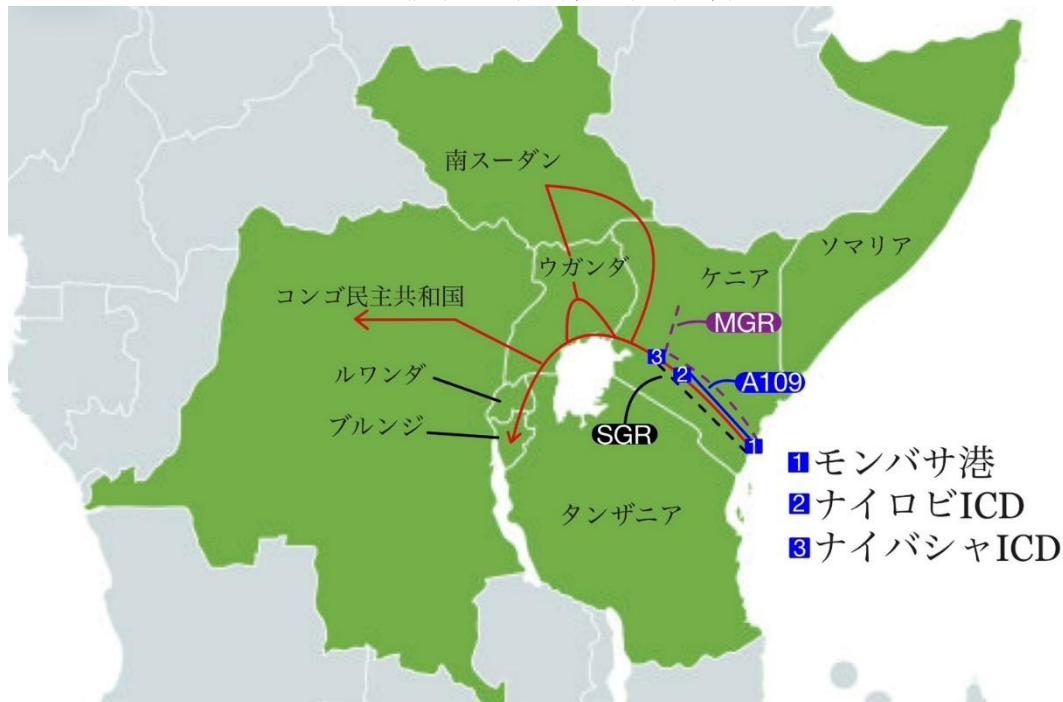 南スーダン
ソマリア
ウガンダ
ケニア
コンゴ民主共和国
MGR
3
ルワンダ
2
A109
ブルンジ
SGR
1
1 モンバサ港
タンザニア
2 ナイロビICD
3 ナイバシャICD